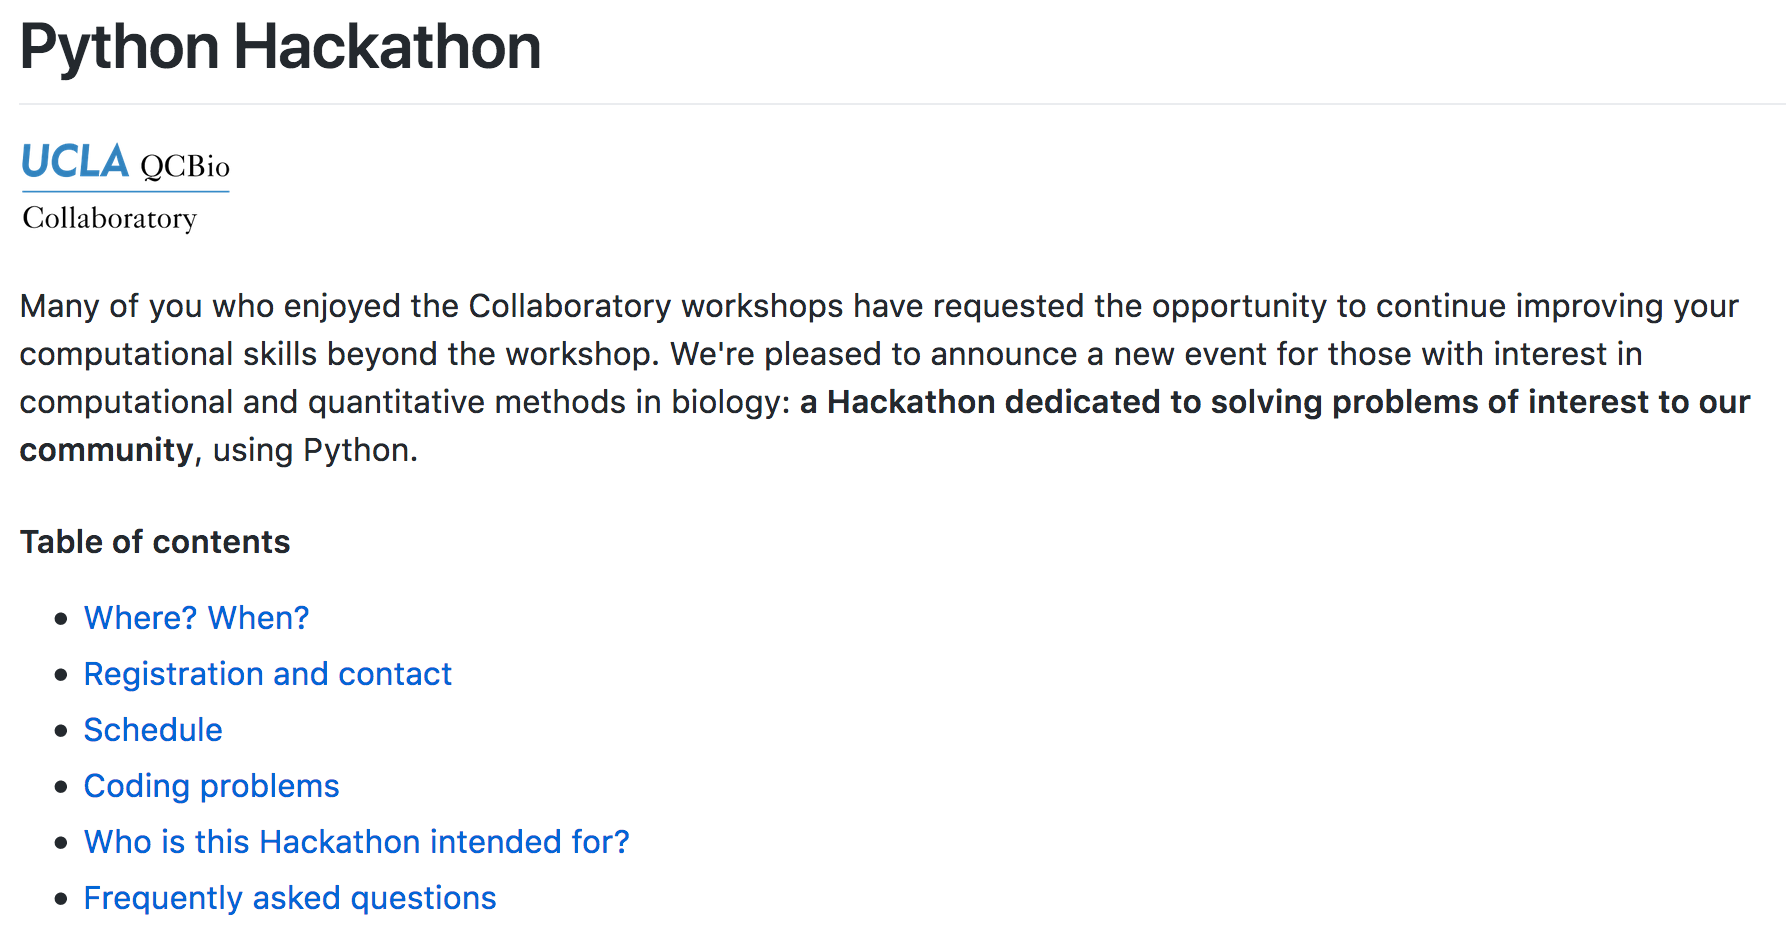 Python Hackathon
UCLA QCBio
Collaboratory
Many of you who enjoyed the Collaboratory workshops have requested the opportunity to continue improving your
computational skills beyond the workshop. We're pleased to announce a new event for those with interest in
computational and quantitative methods in biology: a Hackathon dedicated to solving problems of interest to our
community, using Python.
Table of contents
• Where? When?
• Registration and contact
• Schedule
• Coding problems
• Who is this Hackathon intended for?
• Frequently asked questions